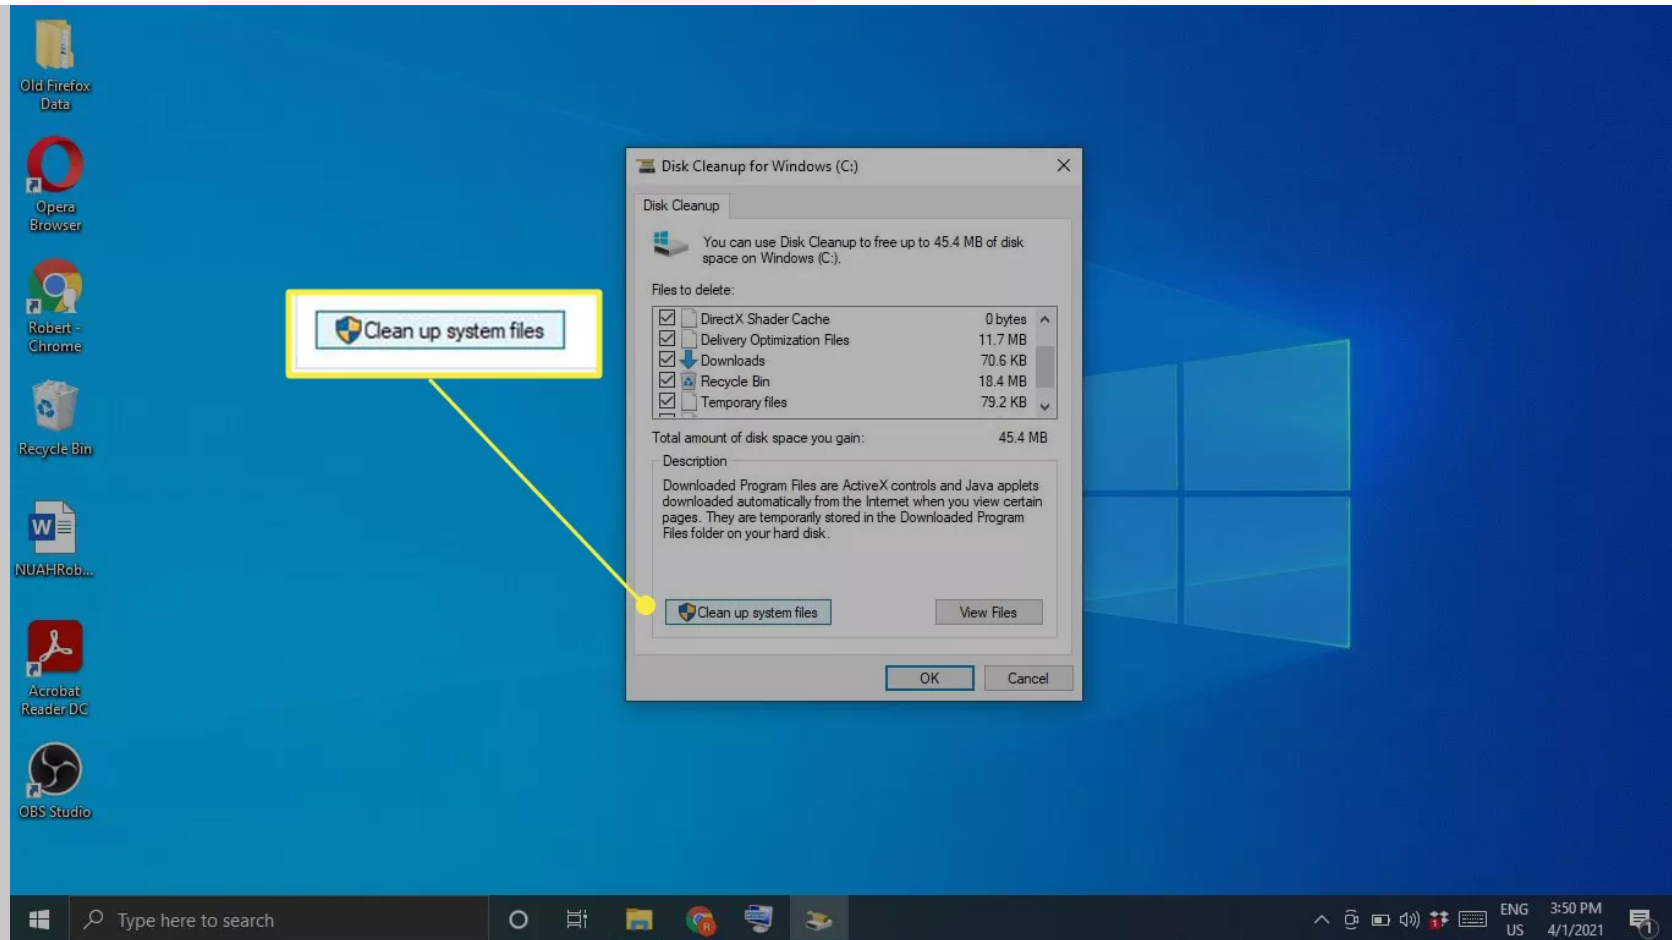 Old Firefox
Data
Opera
Browser
Robert -
Chrome
Recycle Bin
NUAHRob...
Acrobat
Reader DC
OBS Studio
Clean up system files
Disk Cleanup for Windows (C:)
Disk Cleanup
You can use Disk Cleanup to free up to 45.4 MB of disk
space on Windows (C:).
Files to delete:
DirectX Shader Cache 0 bytes
Delivery Optimization Files 11.7 MB
Downloads 70.6 KB
Recycle Bin 18.4 MB
Temporary files 79.2 KB
Total amount of disk space you gain: 45.4 MB
Description
Downloaded Program Files are ActiveX controls and Java applets
downloaded automatically from the Internet when you view certain
pages. They are temporarily stored in the Downloaded Program
Files folder on your hard disk.
Clean up system files View Files
OK Cancel
Type here to search
ENG
US
3:50 PM
4/1/2021
1